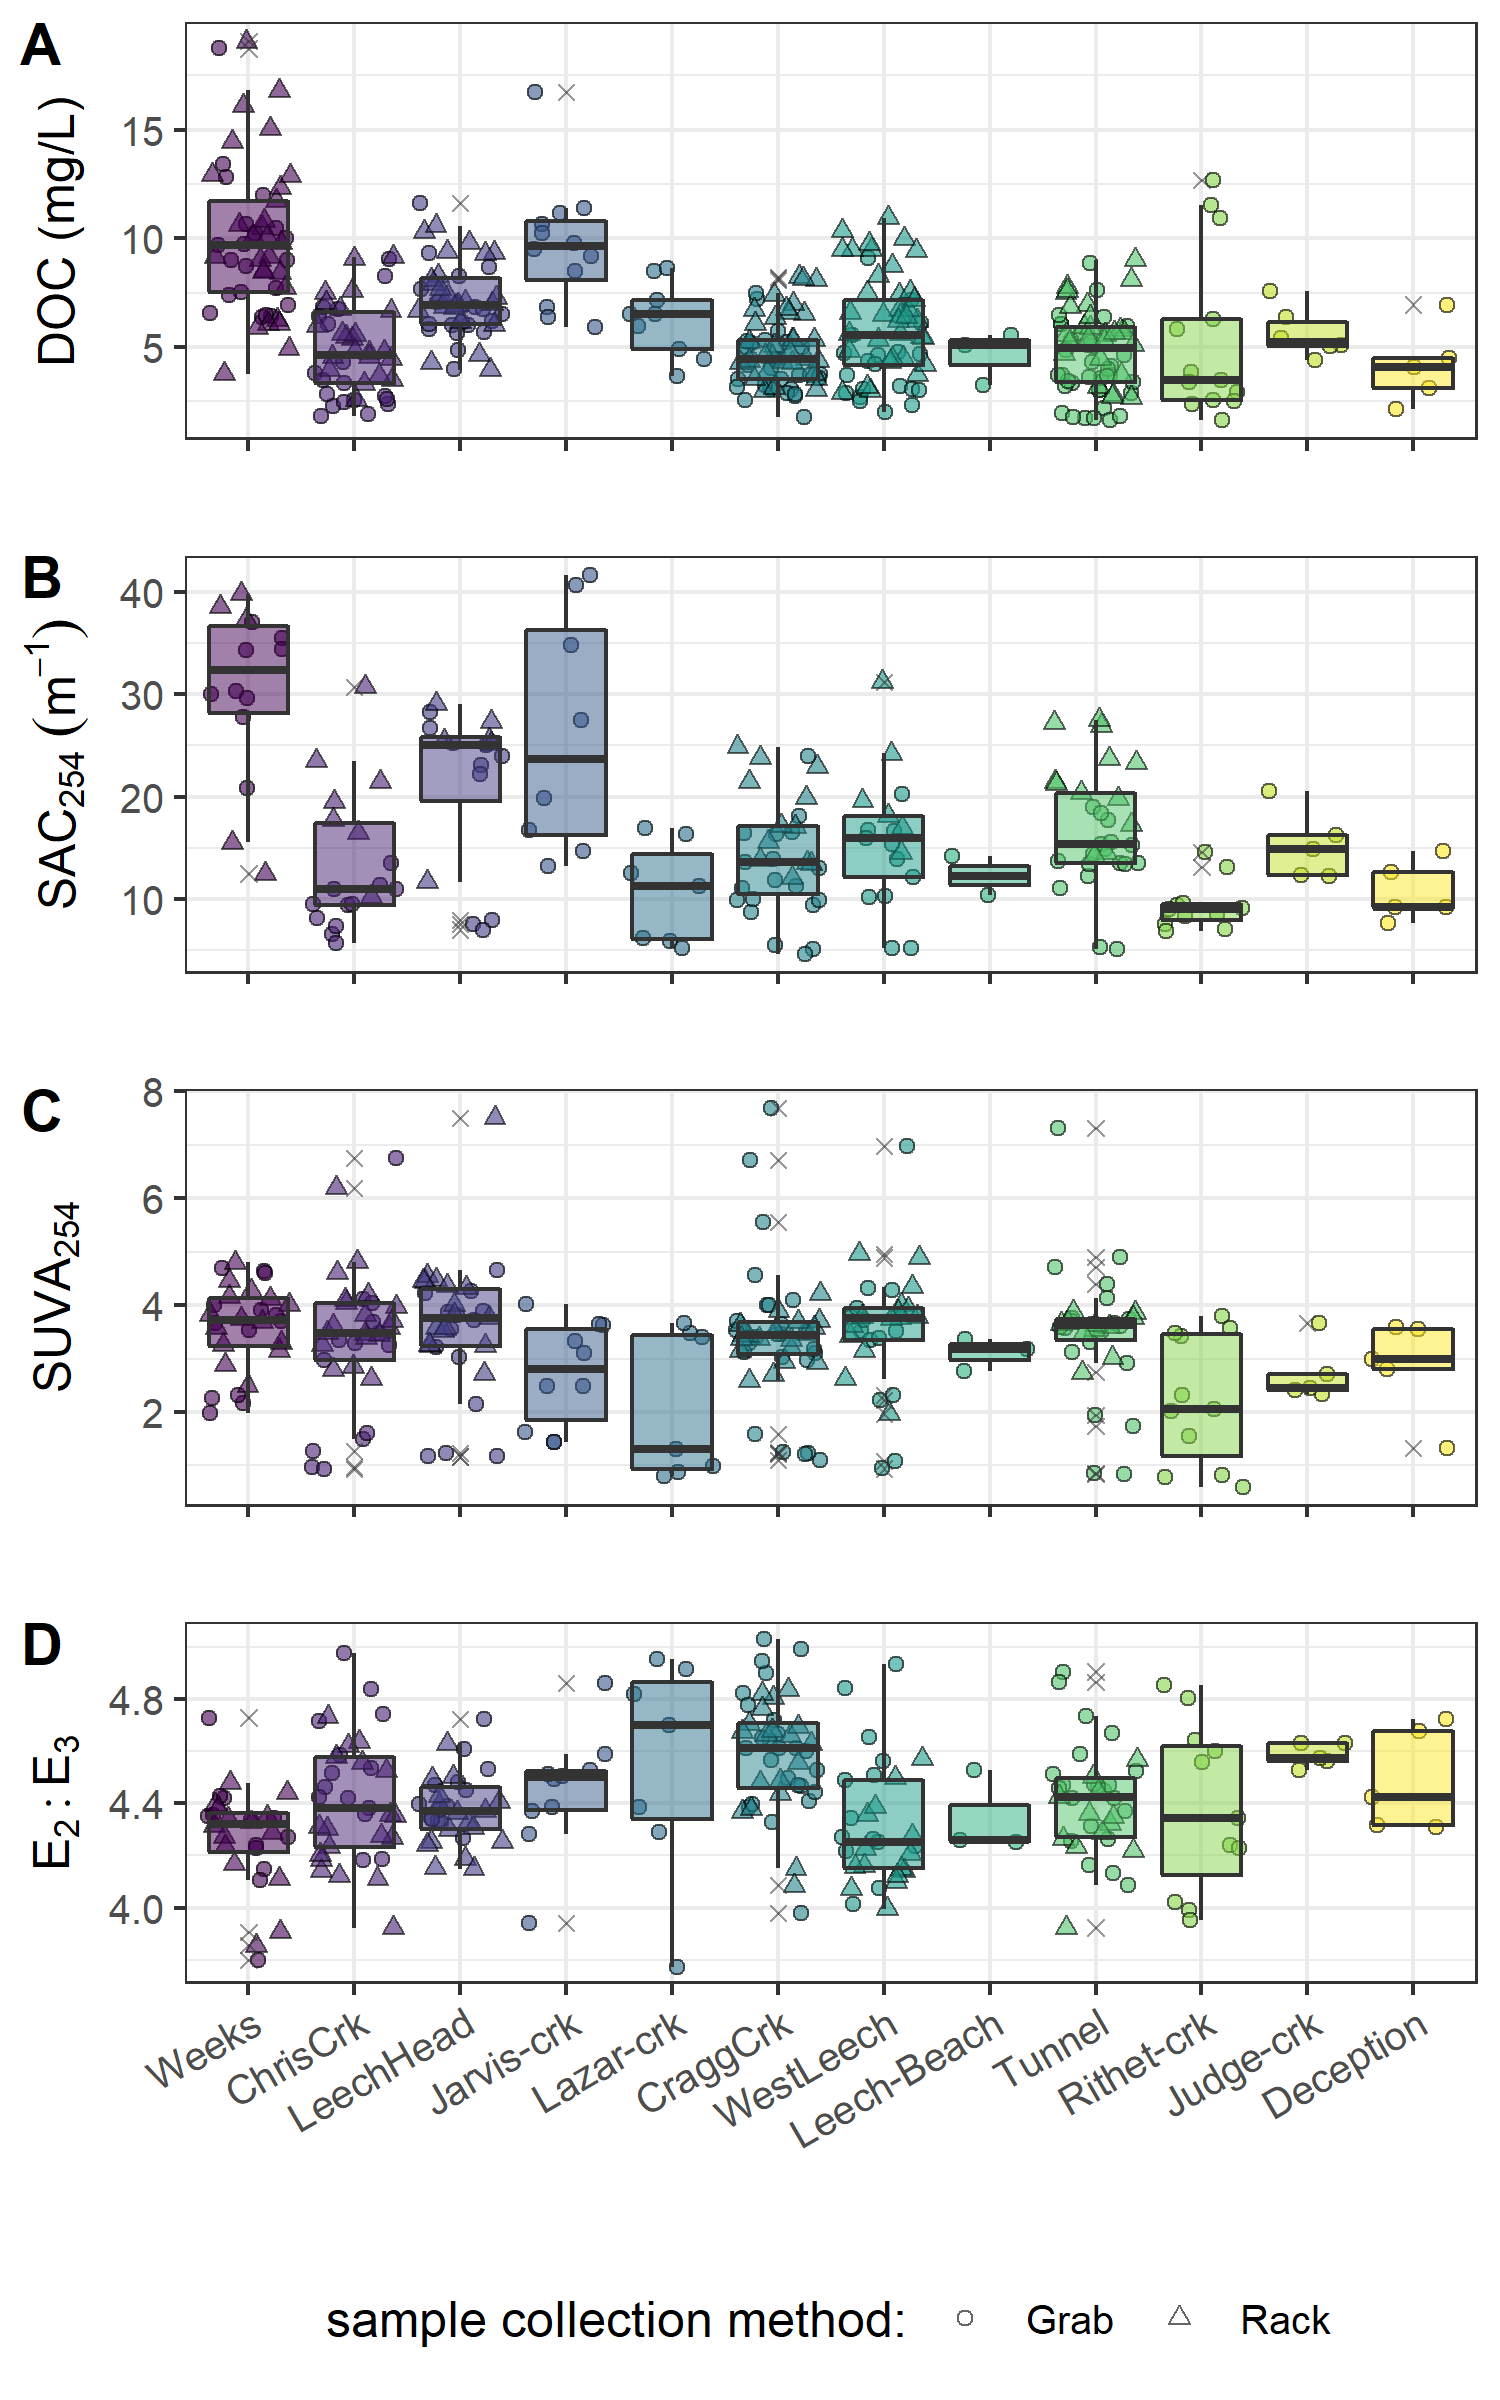 A
DOC (mg/L)
15
10
5
B
SAC254 (m−1)
40
30
20
10
C
SUVA254
8
6
4
2
D
E2 : E3
4.8
4.4
4.0
Weeks
ChrisCrk
LeechHead
Jarvis-crk
Lazar-crk
CraggCrk
WestLeech
Leech-Beach
Tunnel
Rithet-crk
Judge-crk
Deception
sample collection method: Grab Rack